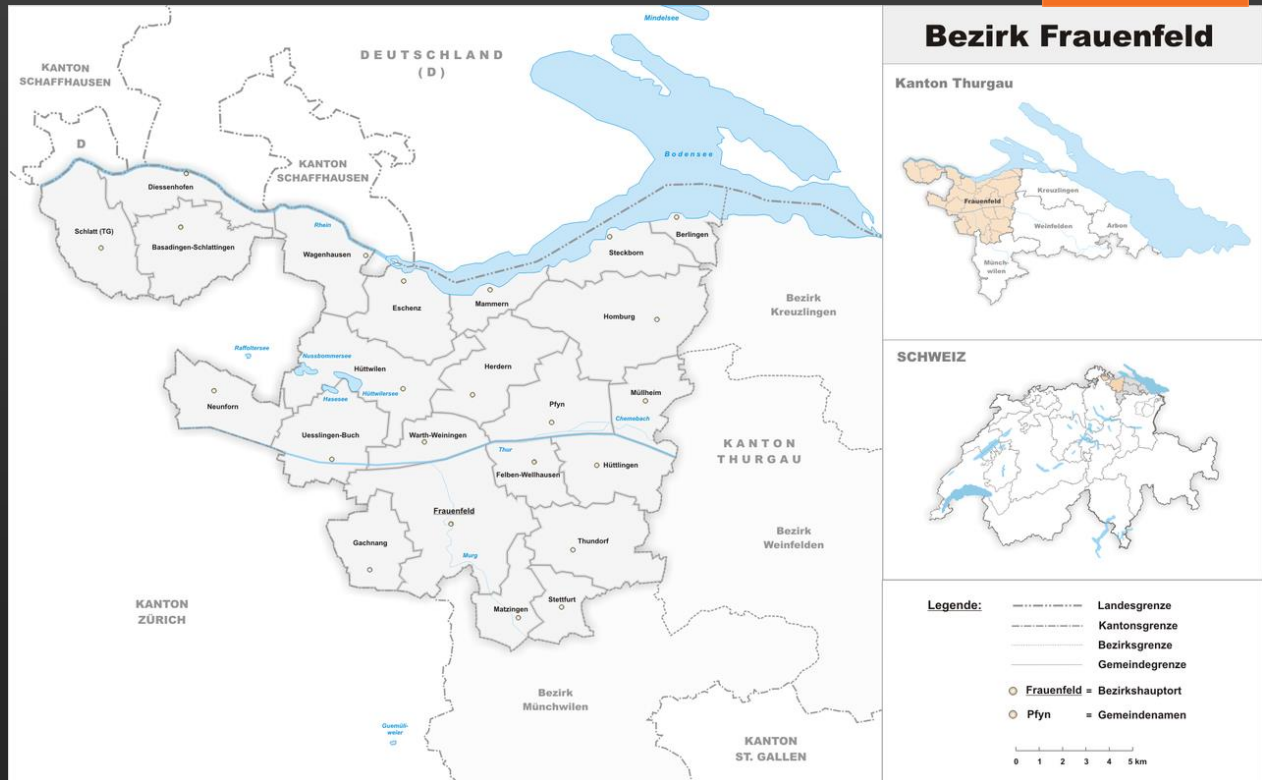 Mindelsee
DEUTSCHLAND
(D)
KANTON
SCHAFFHAUSEN
D
KANTON
SCHAFFHAUSEN
Bodensee
Diessenhofen
Schlatt (TG)
Basadingen-Schlattingen
Rhein
Wagenhausen
Berlingen
Steckborn
Eschenz
Mammern
Homburg
Bezirk
Kreuzlingen
Raffoltersee
Nussbommersee
Hüttwilen
Hüttwilersee
Hasesee
Herdern
Neunforn
Müllheim
Pfyn
Chemebach
Uesslingen-Buch
Warth-Weiningen
Thur
Felben-Wellhausen
Hüttlingen
KANTON
THURGAU
Frauenfeld
Gachnang
Murg
Thundorf
Bezirk
Weinfelden
Matzingen
Stettfurt
KANTON
ZÜRICH
Bezirk
Münchwilen
Guemüll-
weier
KANTON
ST. GALLEN
Bezirk Frauenfeld
Kanton Thurgau
Frauenfeld
Kreuzlingen
Weinfelden
Arbon
Münch-
wilen
SCHWEIZ
Legende:
Landesgrenze
Kantonsgrenze
Bezirksgrenze
Gemeindegrenze
Frauenfeld = Bezirkshauptort
Pfyn = Gemeindenamen
0 1 2 3 4 5 km